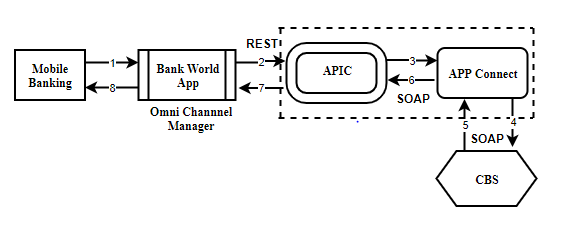 REST
Mobile
Banking
1
8
Bank World
App
Omni Channnel
Manager
2
7
APIC
3
6
SOAP
APP Connect
5
4
SOAP
CBS